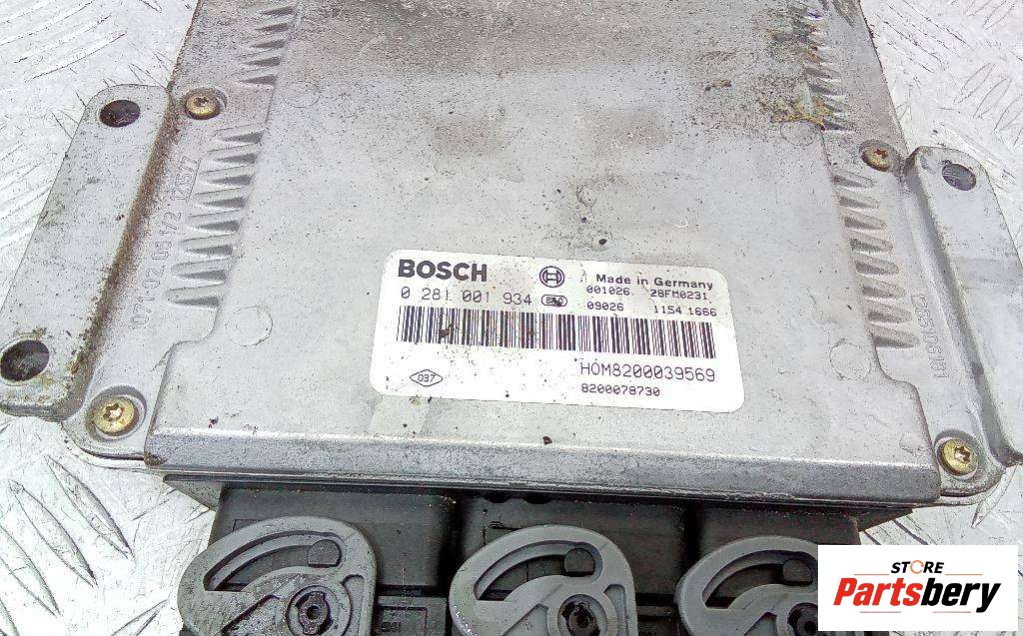 BOSCH
Made in Germany
0 281 001 934
001026 28FM0231
09026 1154 1666
HOM8200039569
037
8200078730
STORE
Partsbery